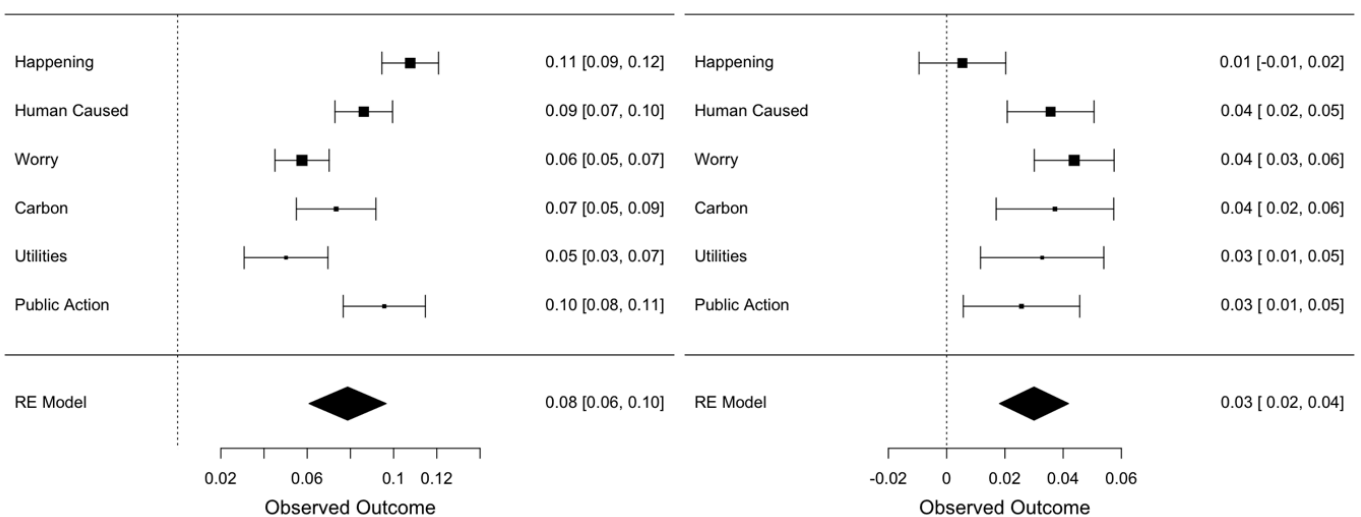 Happening 0.11 [0.09, 0.12]
Human Caused 0.09 [0.07, 0.10]
Worry 0.06 [0.05, 0.07]
Carbon 0.07 [0.05, 0.09]
Utilities 0.05 [0.03, 0.07]
Public Action 0.10 [0.08, 0.11]
RE Model 0.08 [0.06, 0.10]
0.02 0.06 0.1 0.12
Observed Outcome
Happening 0.01 [-0.01, 0.02]
Human Caused 0.04 [ 0.02, 0.05]
Worry 0.04 [ 0.03, 0.06]
Carbon 0.04 [ 0.02, 0.06]
Utilities 0.03 [ 0.01, 0.05]
Public Action 0.03 [ 0.01, 0.05]
RE Model 0.03 [ 0.02, 0.04]
-0.02 0 0.02 0.04 0.06
Observed Outcome